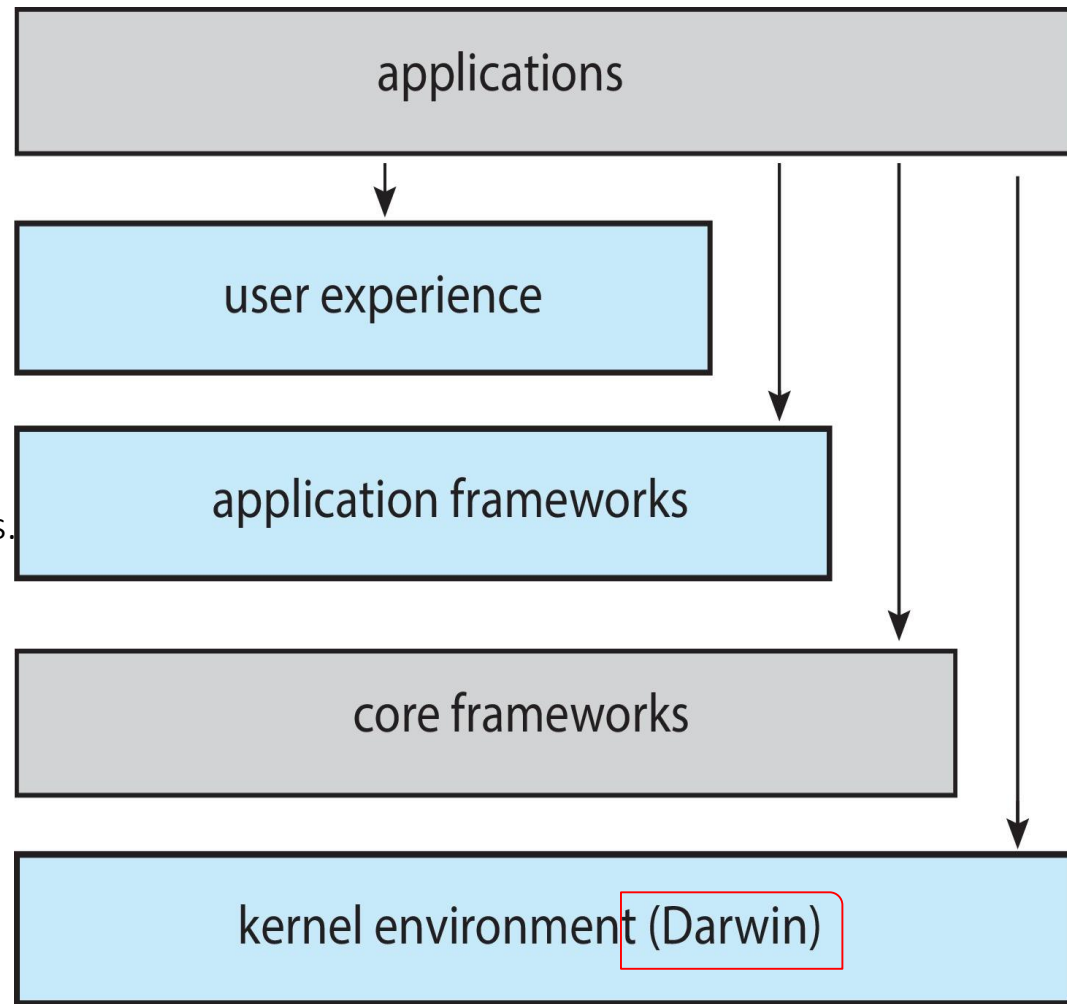 applications
user experience
application frameworks
s.
core frameworks
kernel environment (Darwin)